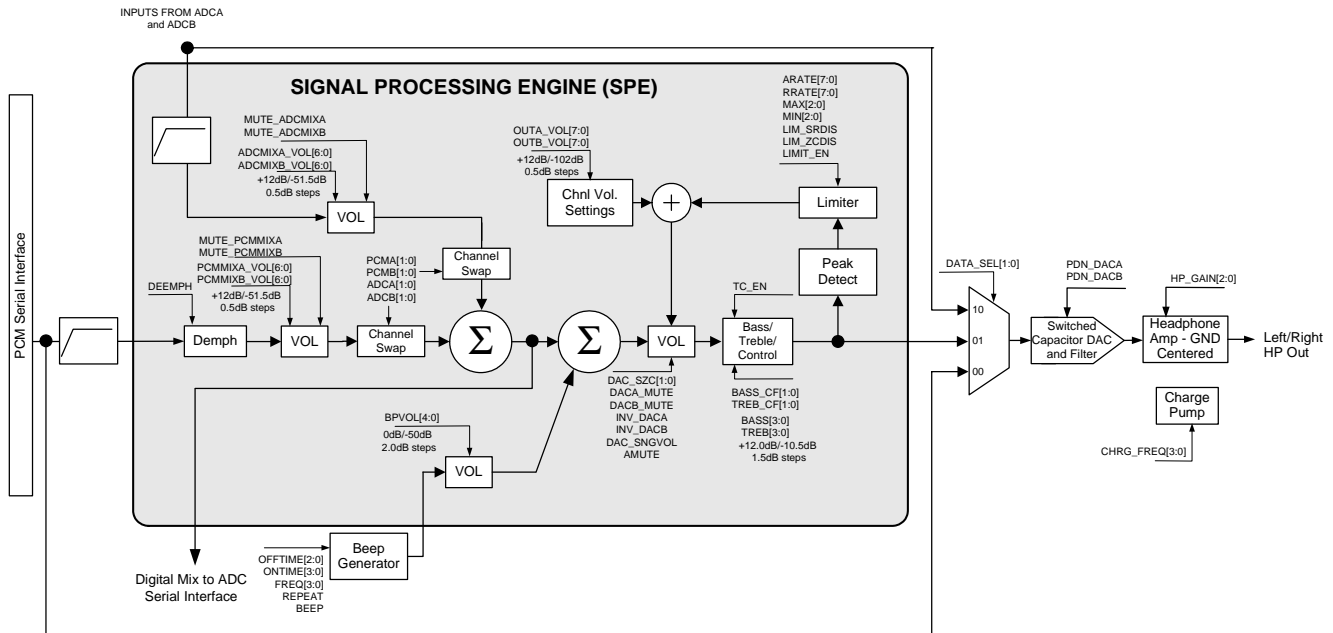 INPUTS FROM ADCA
and ADCB
SIGNAL PROCESSING ENGINE (SPE)
PCM Serial Interface
MUTE_ADCMIXA
MUTE_ADCMIXB
ADCMIXA_VOL[6:0]
ADCMIXB_VOL[6:0]
+12dB/-51.5dB
0.5dB steps
VOL
OUTA_VOL[7:0]
OUTB_VOL[7:0]
+12dB/-102dB
0.5dB steps
Chnl Vol.
Settings
+
ARATE[7:0]
RRATE[7:0]
MAX[2:0]
MIN[2:0]
LIM_SRDIS
LIM_ZCDIS
LIMIT_EN
Limiter
Peak
Detect
MUTE_PCMMIXA
MUTE_PCMMIXB
PCMMIXA_VOL[6:0]
PCMMIXB_VOL[6:0]
+12dB/-51.5dB
0.5dB steps
DEEMPH
Demph
VOL
PCMA[1:0]
PCMB[1:0]
ADCA[1:0]
ADCB[1:0]
Channel
Swap
Channel
Swap
Σ
Σ
VOL
DAC_SZC[1:0]
DACA_MUTE
DACB_MUTE
INV_DACA
INV_DACB
DAC_SNGVOL
AMUTE
TC_EN
Bass/
Treble/
Control
BASS_CF[1:0]
TREB_CF[1:0]
BASS[3:0]
TREB[3:0]
+12.0dB/-10.5dB
1.5dB steps
BPVOL[4:0]
0dB/-50dB
2.0dB steps
VOL
OFFTIME[2:0]
ONTIME[3:0]
FREQ[3:0]
REPEAT
BEEP
Beep
Generator
Digital Mix to ADC
Serial Interface
DATA_SEL[1:0]
10
01
00
PDN_DACA
PDN_DACB
Switched
Capacitor DAC
and Filter
HP_GAIN[2:0]
Headphone
Amp - GND
Centered
Left/Right
HP Out
Charge
Pump
CHRG_FREQ[3:0]